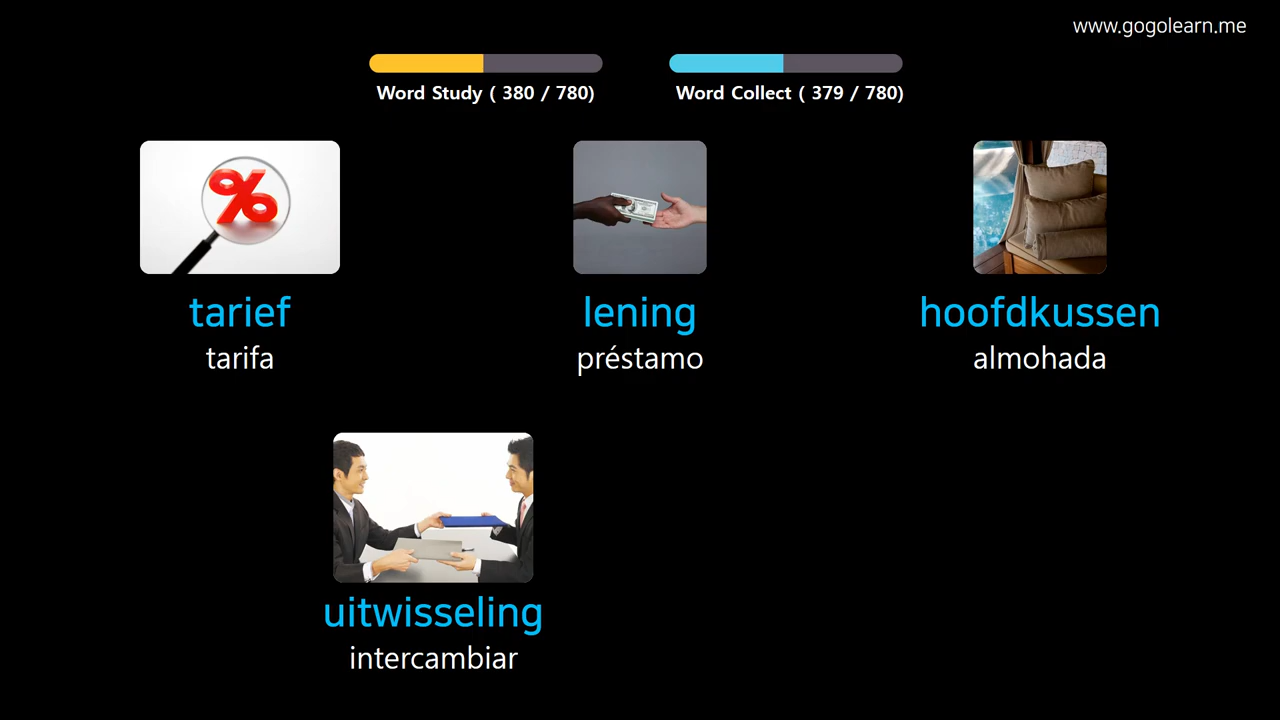 www.gogolearn.me
Word Study ( 380 / 780)
Word Collect ( 379 / 780)
%
tarief
tarifa
lening
préstamo
hoofdkussen
almohada
uitwisseling
intercambiar